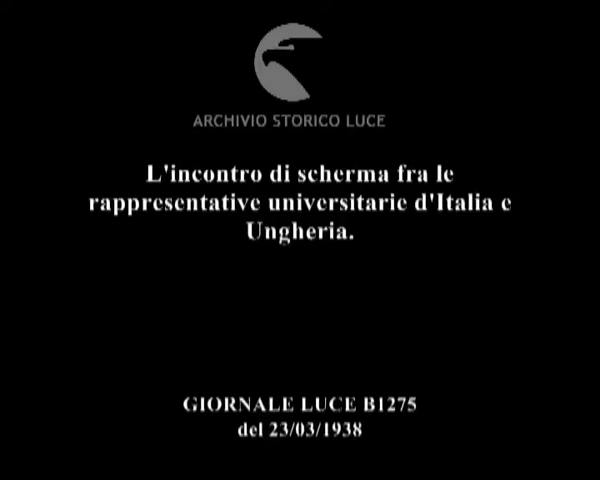 ARCHIVIO STORICO LUCE
L'incontro di scherma fra le
rappresentative universitarie d'Italia e
Ungheria.
GIORNALE LUCE B1275
del 23/03/1938